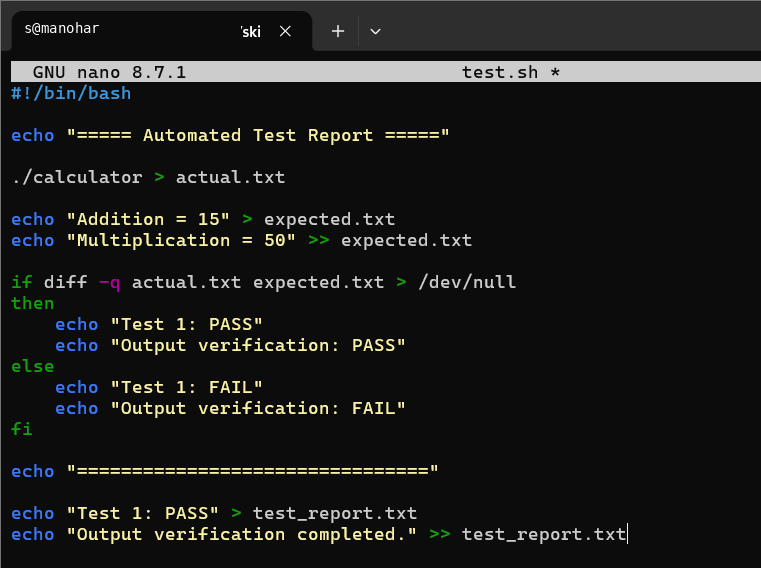 s@manohar
'ski
GNU nano 8.7.1 test.sh *
#!/bin/bash
echo "===== Automated Test Report ====="
./calculator > actual.txt
echo "Addition = 15" > expected.txt
echo "Multiplication = 50" >> expected.txt
if diff -q actual.txt expected.txt > /dev/null
then
    echo "Test 1: PASS"
    echo "Output verification: PASS"
else
    echo "Test 1: FAIL"
    echo "Output verification: FAIL"
fi
echo "================================"
echo "Test 1: PASS" > test_report.txt
echo "Output verification completed." >> test_report.txt